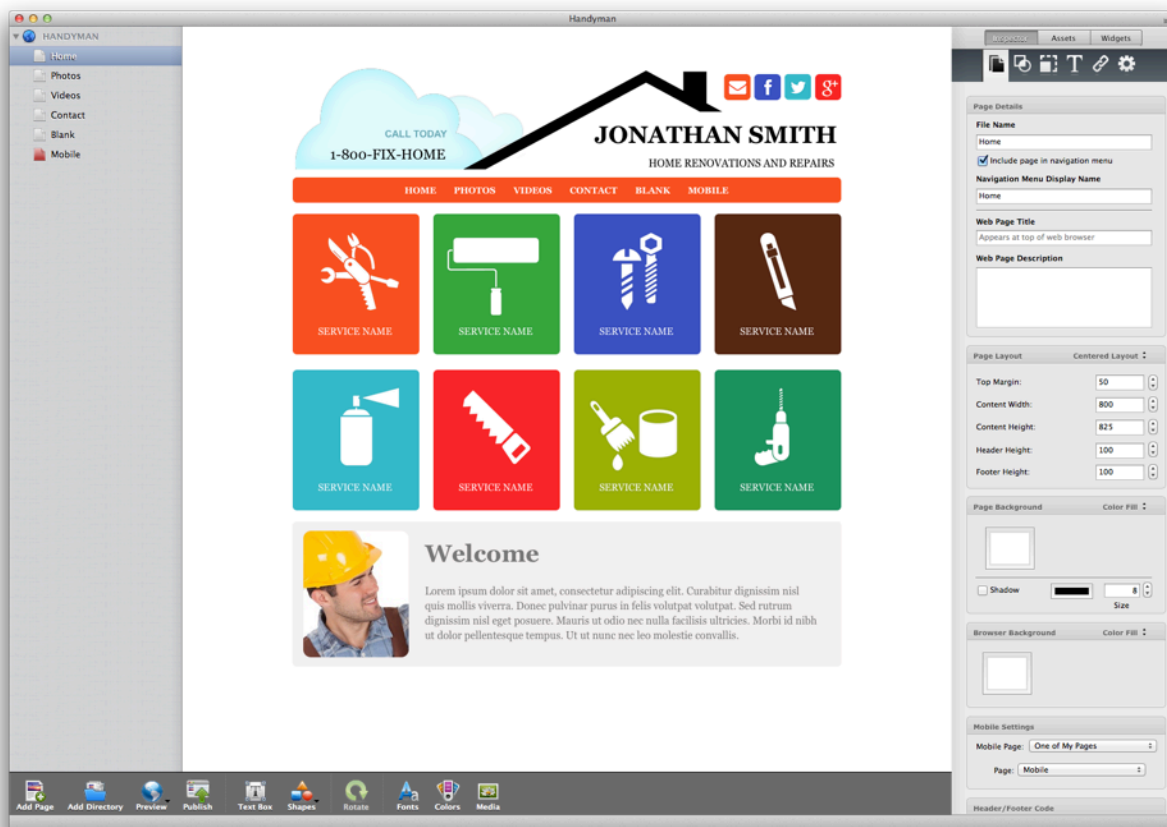 Handyman
HANDYMAN
Home
Photos
Videos
Contact
Blank
Mobile
CALL TODAY
1-800-FIX-HOME
g+
JONATHAN SMITH
HOME RENOVATIONS AND REPAIRS
HOME PHOTOS VIDEOS CONTACT BLANK MOBILE
SERVICE NAME SERVICE NAME SERVICE NAME SERVICE NAME
SERVICE NAME SERVICE NAME SERVICE NAME SERVICE NAME
Welcome
Lorem ipsum dolor sit amet, consectetur adipiscing elit. Curabitur dignissim nisl
quis mollis viverra. Donec pulvinar purus in felis volutpat volutpat. Sed rutrum
dignissim nisl eget posuere. Mauris ut odio nec nulla facilisis ultricies. Morbi id nibh
ut dolor pellentesque tempus. Ut ut nunc nec leo molestie convallis.
Add Page Add Directory Preview Publish Text Box Shapes Rotate Fonts Colors Media
Inspector Assets Widgets
Page Details
File Name
Home
Include page in navigation menu
Navigation Menu Display Name
Home
Web Page Title
Appears at top of web browser
Web Page Description
Page Layout Centered Layout
Top Margin: 50
Content Width: 800
Content Height: 825
Header Height: 100
Footer Height: 100
Page Background Color Fill
Shadow 8
Size
Browser Background Color Fill
Mobile Settings
Mobile Page: One of My Pages
Page: Mobile
Header/Footer Code